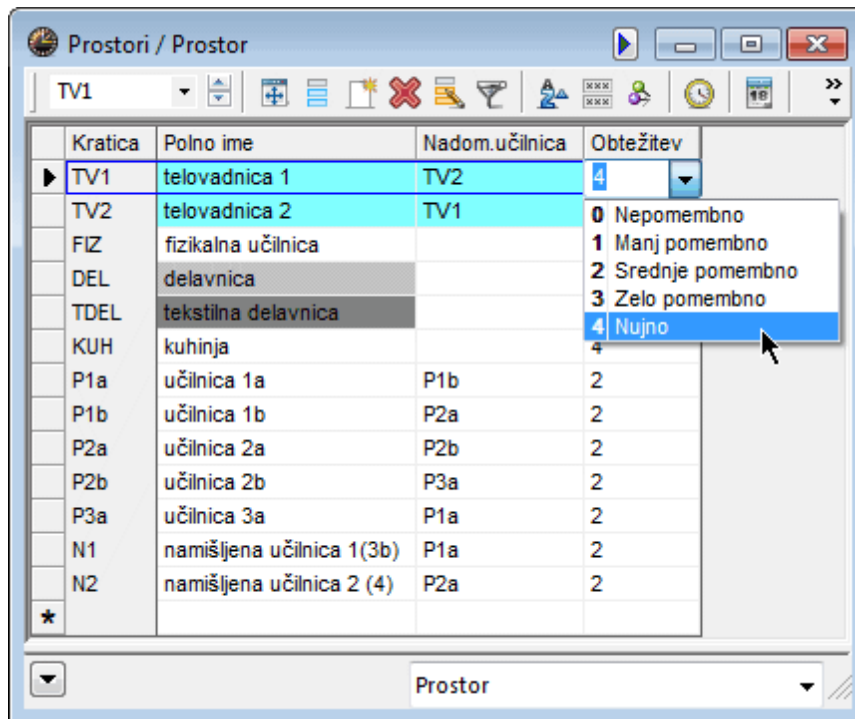 Prostori / Prostor
TV1
Kratica Polno ime Nadom.učilnica Obtežitev
TV1 telovadnica 1 TV2 4
TV2 telovadnica 2 TV1
FIZ fizikalna učilnica
DEL delavnica
TDEL tekstilna delavnica
KUH kuhinja 4
P1a učilnica 1a P1b 2
P1b učilnica 1b P2a 2
P2a učilnica 2a P2b 2
P2b učilnica 2b P3a 2
P3a učilnica 3a P1a 2
N1 namišljena učilnica 1(3b) P1a 2
N2 namišljena učilnica 2 (4) P2a 2
*
0 Nepomembno
1 Manj pomembno
2 Srednje pomembno
3 Zelo pomembno
4 Nujno
Prostor